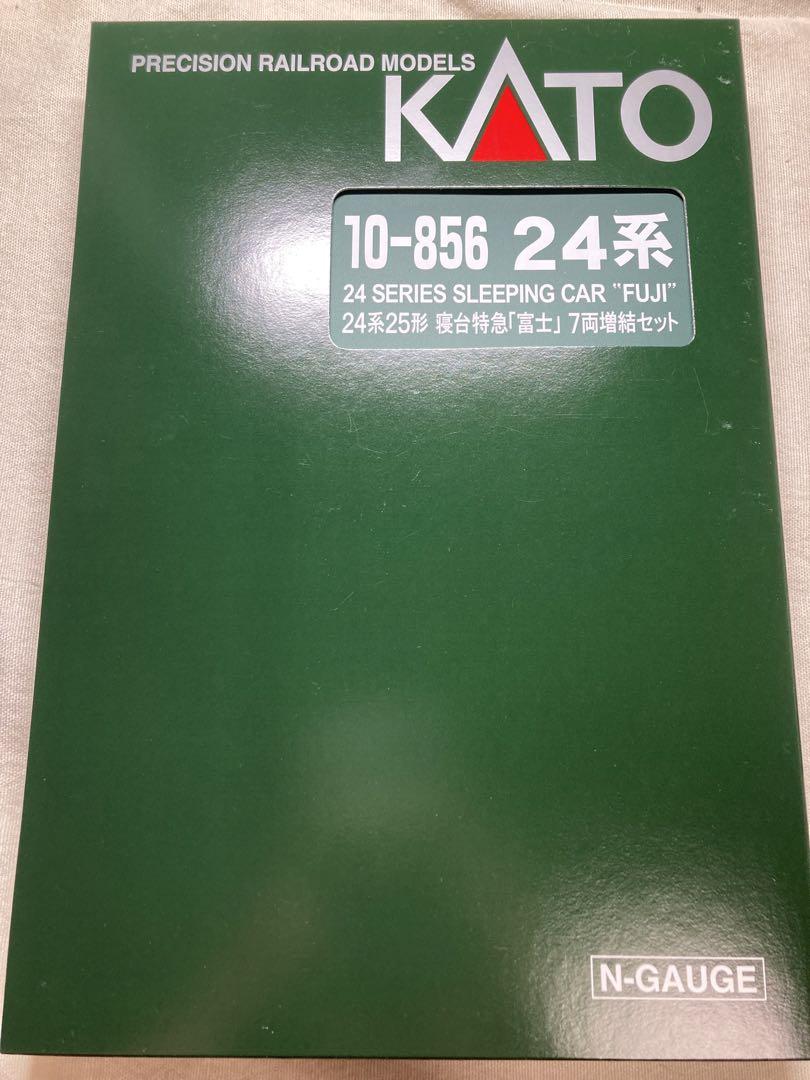 PRECISION RAILROAD MODELS
KATO
10-856 24系
24 SERIES SLEEPING CAR "FUJI"
24系25形 寝台特急「富士」 7両増結セット
N-GAUGE